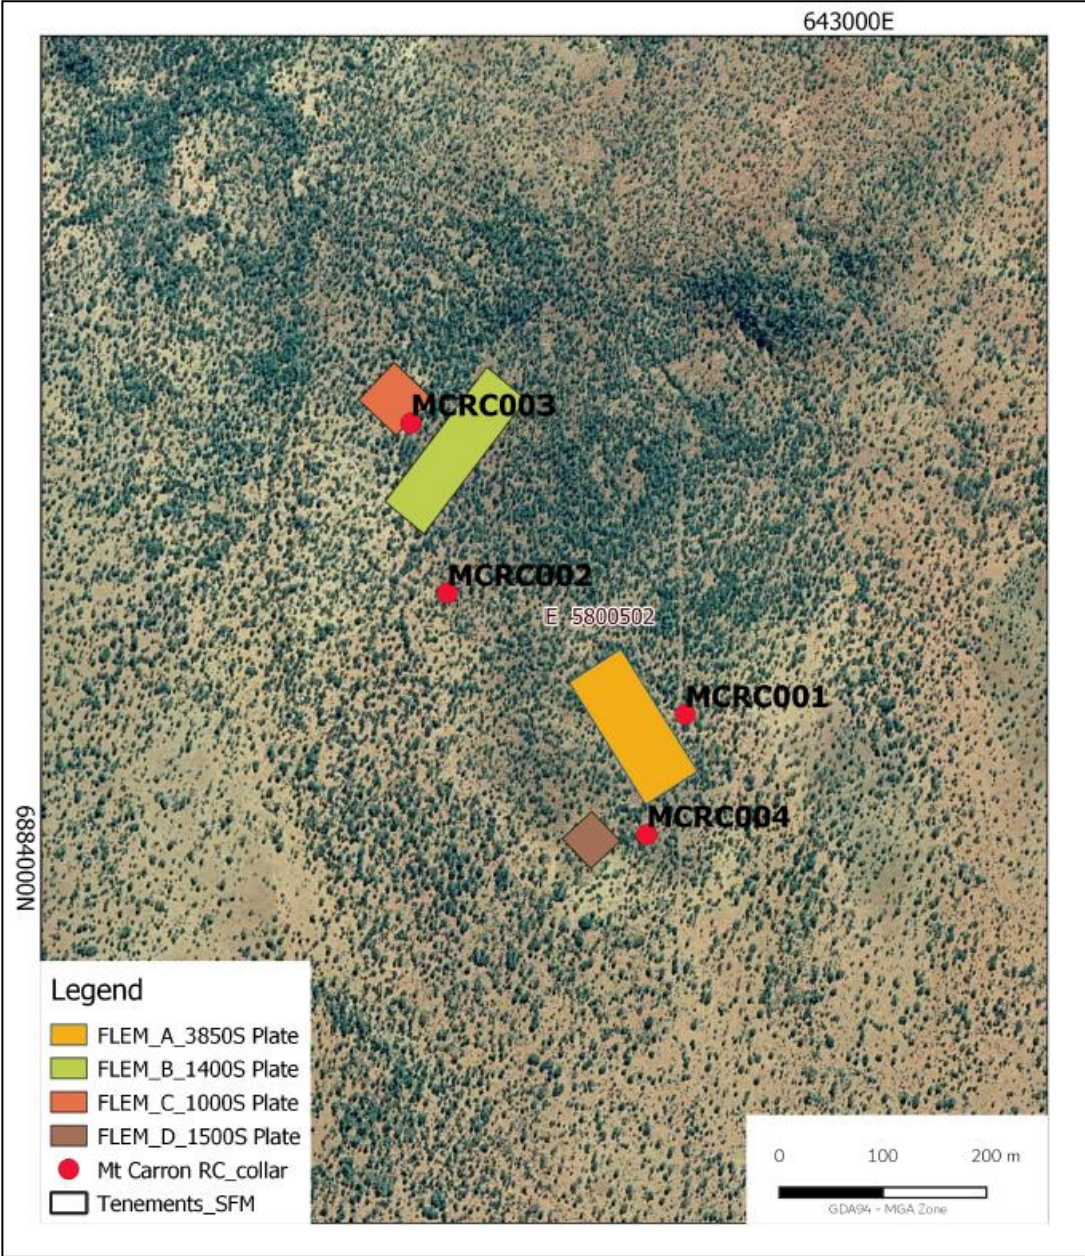 643000E
MCRC003
MCRC002
E 5800502
MCRC001
MCRC004
6884000N
Legend
FLEM_A_3850S Plate
FLEM_B_1400S Plate
FLEM_C_1000S Plate
FLEM_D_1500S Plate
Mt Carron RC_collar
Tenements_SFM
0 100 200 m
GDA94 - MGA Zone